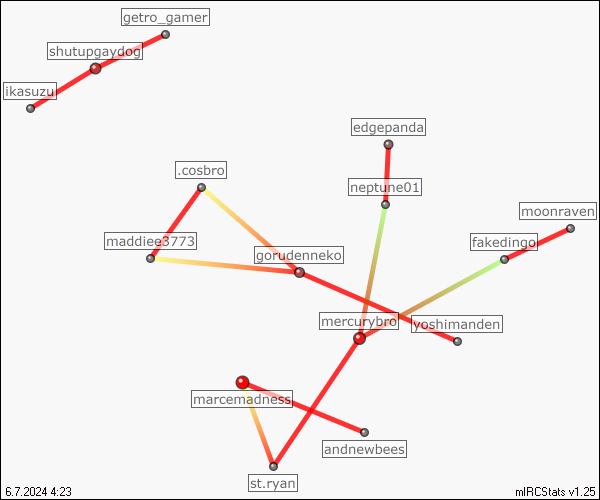 getro_gamer
shutupgaydog
ikasuzu
edgepanda
.cosbro
neptune01
moonraven
maddiee3773
fakedingo
gorudenneko
mercurybro
yoshimanden
marcemadness
andnewbees
st.ryan
6.7.2024 4:23
mIRCStats v1.25